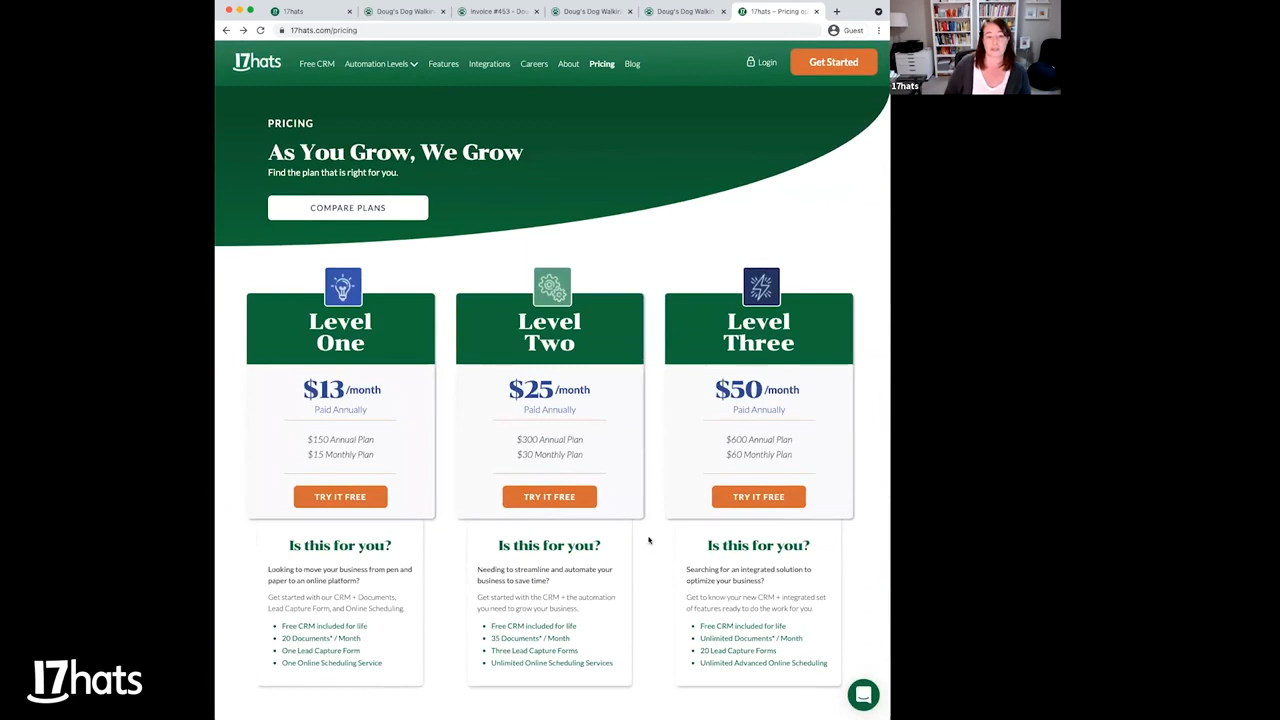 17hats
Doug's Dog Walkin
Invoice #453 - Dou
Doug's Dog Walkin
Doug's Dog Walkin
17hats – Pricing op
17hats.com/pricing
Guest
17hats
Free CRM
Automation Levels
Features
Integrations
Careers
About
Pricing
Blog
Login
Get Started
17hats
PRICING
As You Grow, We Grow
Find the plan that is right for you.
COMPARE PLANS
Level
One
$13/month
Paid Annually
$150 Annual Plan
$15 Monthly Plan
TRY IT FREE
Is this for you?
Looking to move your business from pen and
paper to an online platform?
Get started with our CRM + Documents,
Lead Capture Form, and Online Scheduling.
• Free CRM included for life
• 20 Documents* / Month
• One Lead Capture Form
• One Online Scheduling Service
Level
Two
$25/month
Paid Annually
$300 Annual Plan
$30 Monthly Plan
TRY IT FREE
Is this for you?
Needing to streamline and automate your
business to save time?
Get started with the CRM + the automation
you need to grow your business.
• Free CRM included for life
• 35 Documents* / Month
• Three Lead Capture Forms
• Unlimited Online Scheduling Services
Level
Three
$50/month
Paid Annually
$600 Annual Plan
$60 Monthly Plan
TRY IT FREE
Is this for you?
Searching for an integrated solution to
optimize your business?
Get to know your new CRM + integrated set
of features ready to do the work for you
• Free CRM included for life
• Unlimited Documents* / Month
• 20 Lead Capture Forms
• Unlimited Advanced Online Scheduling
17hats